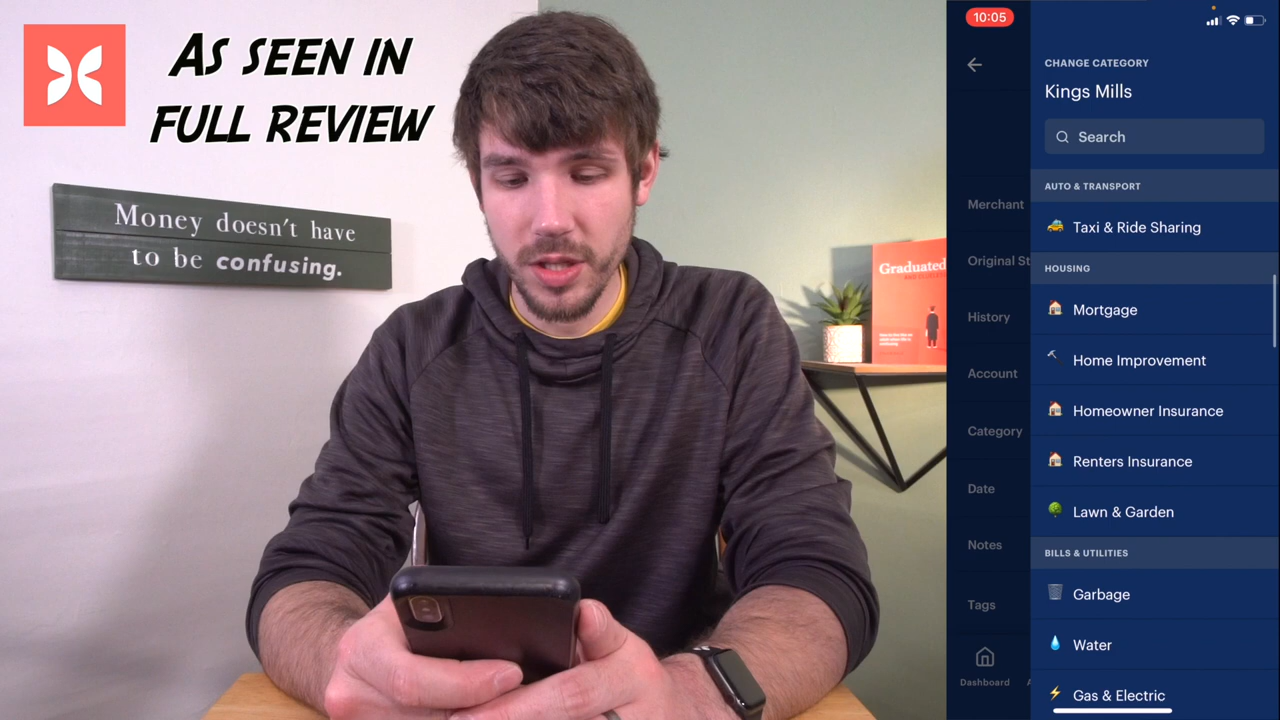 AS SEEN IN
FULL REVIEW
Money doesn't have
to be confusing.
Graduated
10:05
CHANGE CATEGORY
Kings Mills
Search
AUTO & TRANSPORT
Taxi & Ride Sharing
HOUSING
Mortgage
Home Improvement
Homeowner Insurance
Renters Insurance
Lawn & Garden
BILLS & UTILITIES
Garbage
Water
Gas & Electric
Merchant
Original St
History
Account
Category
Date
Notes
Tags
Dashboard